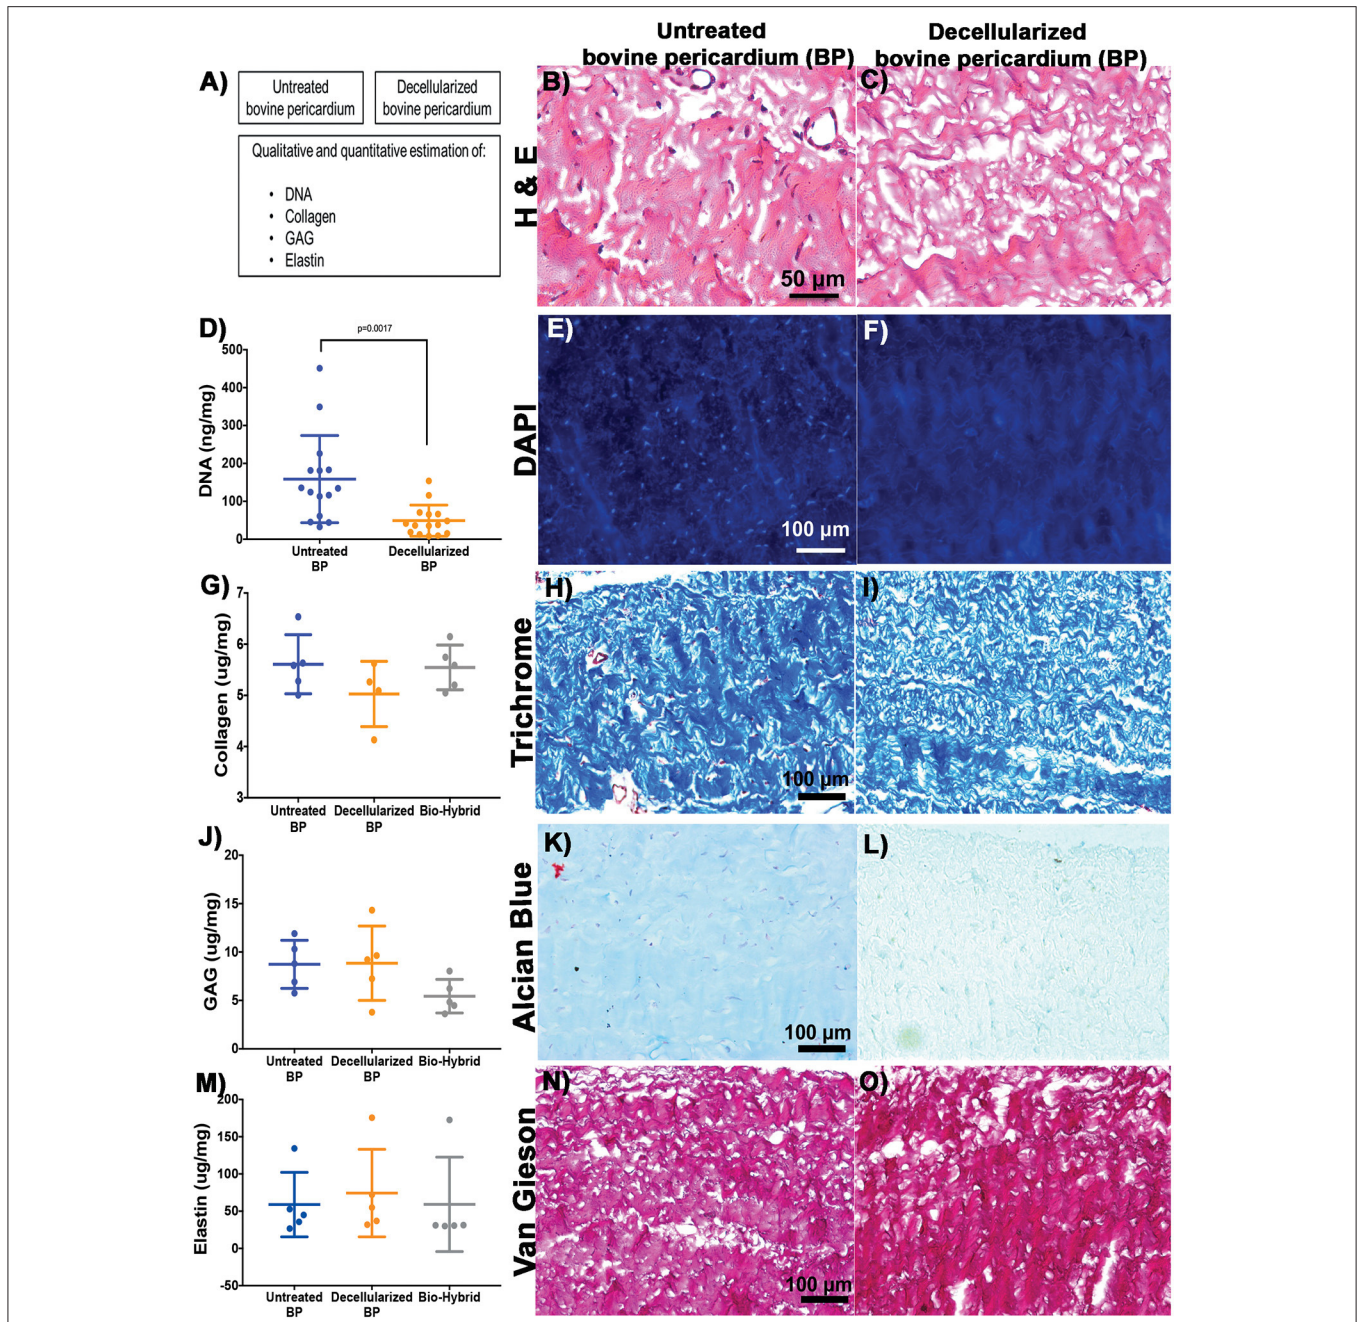 Untreated
bovine pericardium (BP)
Decellularized
bovine pericardium (BP)
A)
Untreated
bovine pericardium
Decellularized
bovine pericardium
Qualitative and quantitative estimation of:
• DNA
• Collagen
• GAG
• Elastin
H & E
B)
50 µm
C)
D)
p=0.0017
DNA (ng/mg)
500
400
300
200
100
0
Untreated
BP
Decellularized
BP
DAPI
E)
100 µm
F)
G)
Collagen (ug/mg)
7
6
5
4
3
Untreated
BP
Decellularized
BP
Bio-Hybrid
Trichrome
H)
100 µm
I)
J)
GAG (ug/mg)
20
15
10
5
0
Untreated
BP
Decellularized
BP
Bio-Hybrid
Alcian Blue
K)
100 µm
L)
M)
Elastin (ug/mg)
200
150
100
50
0
-50
Untreated
BP
Decellularized
BP
Bio-Hybrid
Van Gieson
N)
100 µm
O)